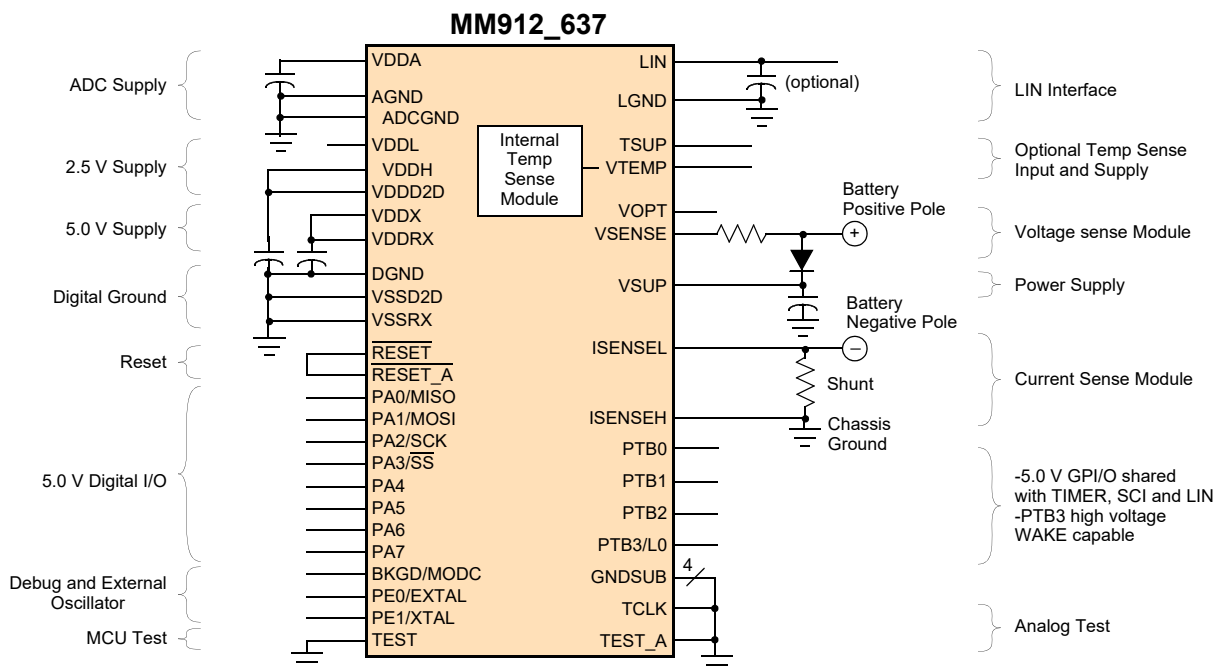 MM912_637
ADC Supply
2.5 V Supply
5.0 V Supply
Digital Ground
Reset
5.0 V Digital I/O
Debug and External
Oscillator
MCU Test
VDDA
AGND
ADCGND
VDDL
VDDH
VDDD2D
VDDX
VDDRX
DGND
VSSD2D
VSSRX
RESET
RESET_A
PA0/MISO
PA1/MOSI
PA2/SCK
PA3/SS
PA4
PA5
PA6
PA7
BKGD/MODC
PE0/EXTAL
PE1/XTAL
TEST
Internal
Temp
Sense
Module
LIN
LGND
TSUP
VTEMP
VOPT
VSENSE
VSUP
ISENSEL
ISENSEH
PTB0
PTB1
PTB2
PTB3/L0
GNDSUB
TCLK
TEST_A
(optional)
Battery
Positive Pole
+
Battery
Negative Pole
−
Shunt
Chassis
Ground
4
LIN Interface
Optional Temp Sense
Input and Supply
Voltage sense Module
Power Supply
Current Sense Module
-5.0 V GPI/O shared
with TIMER, SCI and LIN
-PTB3 high voltage
WAKE capable
Analog Test